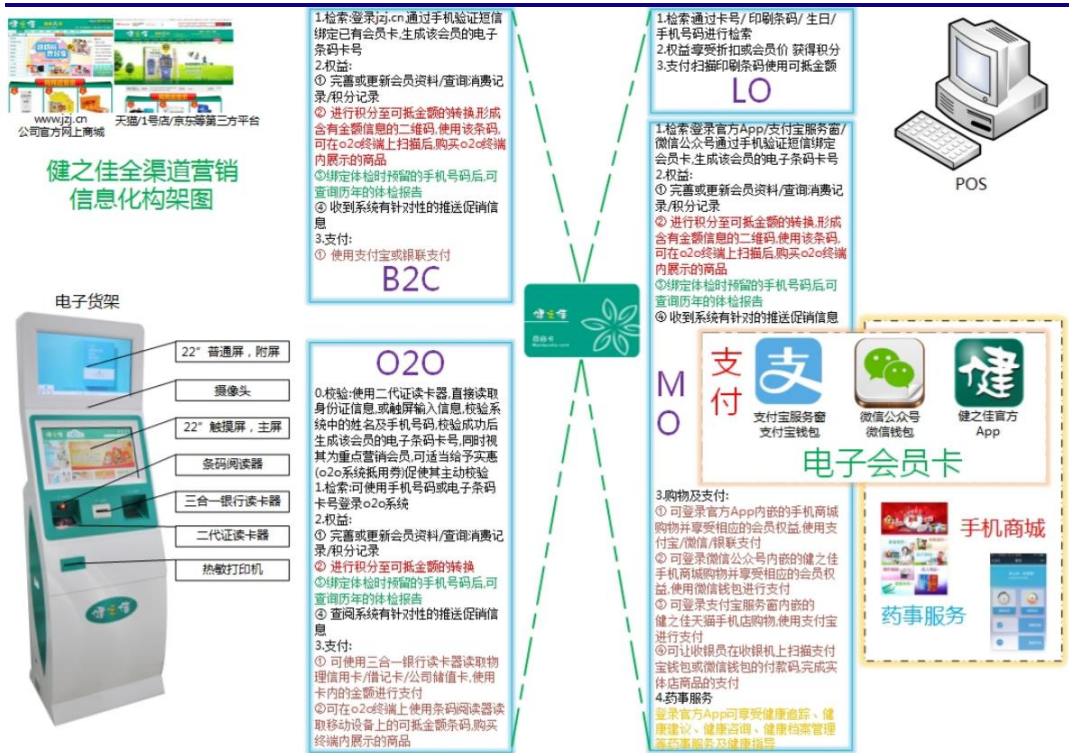 www.jzj.cn
公司官方网上商城
天猫/1号店/京东等第三方平台
健之佳全渠道营销
信息化构架图
1.检索:登录jzj.cn通过手机验证短信
绑定已有会员卡,生成该会员的电子
条码卡号
2.权益:
① 完善或更新会员资料/查询消费记
录/积分记录
② 进行积分至可抵金额的转换,形成
含有金额信息的二维码,使用该条码,
可在o2o终端上扫描后,购买o2o终端
内展示的商品
③绑定体检时预留的手机号码后,可
查询历年的体检报告
④ 收到系统有针对性的推送促销信
息
3.支付:
① 使用支付宝或银联支付
B2C
1.检索通过卡号/ 印刷条码/ 生日/
手机号码进行检索
2.权益享受折扣或会员价 获得积分
3.支付扫描印刷条码使用可抵金额
LO
POS
1.检索:登录官方App/支付宝服务窗/
微信公众号通过手机验证短信绑定
会员卡,生成该会员的电子条码卡号
2.权益:
① 完善或更新会员资料/查询消费记
录/积分记录
② 进行积分至可抵金额的转换,形成
含有金额信息的二维码,使用该条码,
可在o2o终端上扫描后,购买o2o终端
内展示的商品
③绑定体检时预留的手机号码后,可
查询历年的体检报告
④ 收到系统有针对的推送促销信息
M
O
支
付
支付宝服务窗
支付宝钱包
微信公众号
微信钱包
健之佳官方
App
电子会员卡
3.购物及支付:
① 可登录官方App内嵌的手机商城
购物并享受相应的会员权益,使用支
付宝/微信/银联支付
② 可登录微信公众号内嵌的健之佳
手机商城购物并享受相应的会员权
益,使用微信钱包进行支付
③ 可登录支付宝服务窗内嵌的
健之佳天猫手机店购物,使用支付宝
进行支付
④可让收银员在收银机上扫描支付
宝钱包或微信钱包的付款码,完成实
体店商品的支付
4.药事服务
登录官方App可享受健康追踪、健
康建议、健康咨询、健康档案管理
等药事服务及健康指导
手机商城
药事服务
电子货架
22”普通屏,附屏
摄像头
22”触摸屏,主屏
条码阅读器
三合一银行读卡器
二代证读卡器
热敏打印机
健之佳
O2O
0.校验:使用二代证读卡器,直接读取
身份证信息,或触屏输入信息,校验系
统中的姓名及手机号码,校验成功后
生成该会员的电子条码卡号,同时视
其为重点营销会员,可适当给予实惠
(o2o系统抵用券)促使其主动校验
1.检索:可使用手机号码或电子条码
卡号登录o2o系统
2.权益:
① 完善或更新会员资料/查询消费记
录/积分记录
② 进行积分至可抵金额的转换
③绑定体检时预留的手机号码后,可
查询历年的体检报告
④ 查阅系统有针对性的推送促销信
息
3.支付:
① 可使用三合一银行读卡器读取物
理信用卡/借记卡/公司储值卡,使用
卡内的金额进行支付
②可在o2o终端上使用条码阅读器读
取移动设备上的可抵金额条码,购买
终端内展示的商品